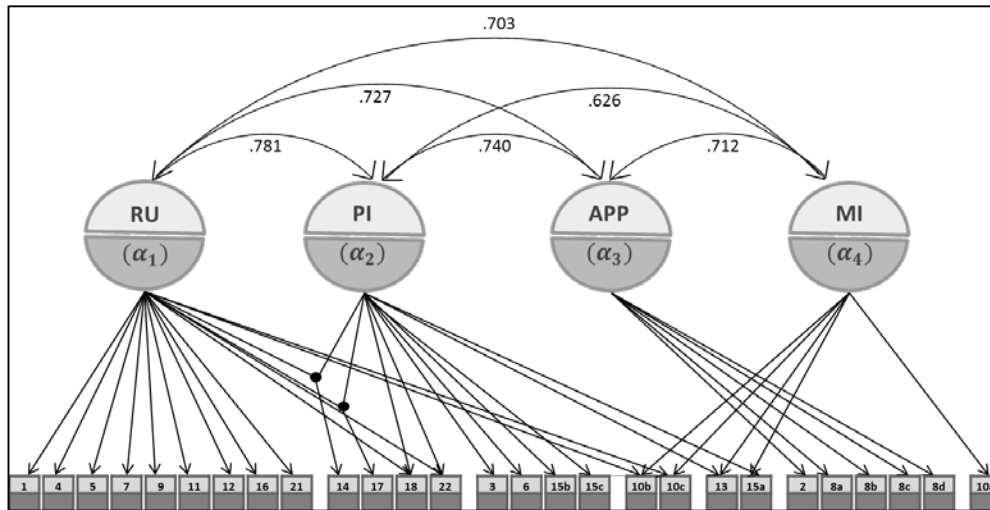 .703
.727 .626
.781 .740 .712
RU PI APP MI
(α₁) (α₂) (α₃) (α₄)
1 4 5 7 9 11 12 16 21 14 17 18 22 3 6 15b 15c 10b 10c 13 15a 2 8a 8b 8c 8d